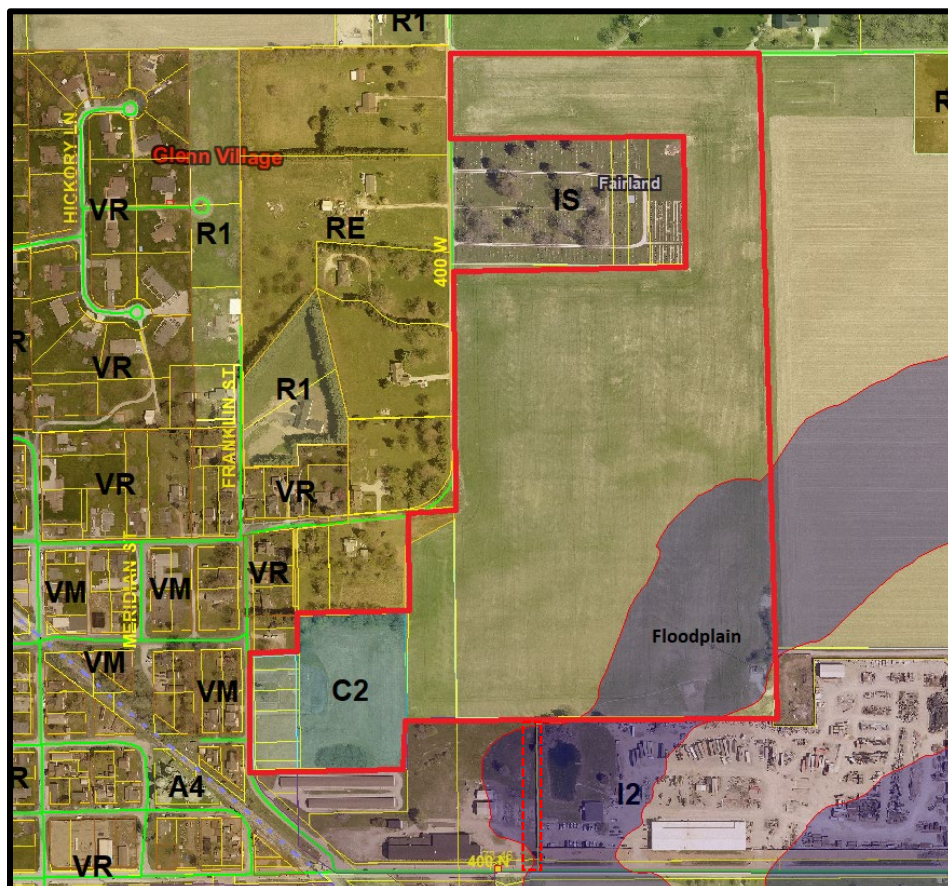 R1
HICKORY LN
Glenn Village
Fairland
VR
IS
R1
RE
400 W
R
VR
FRANKLIN ST
R1
VR
VR
VR
VM
MERIDIAN ST
VM
Floodplain
VM
VM
C2
R
A4
I2
VR
400 N